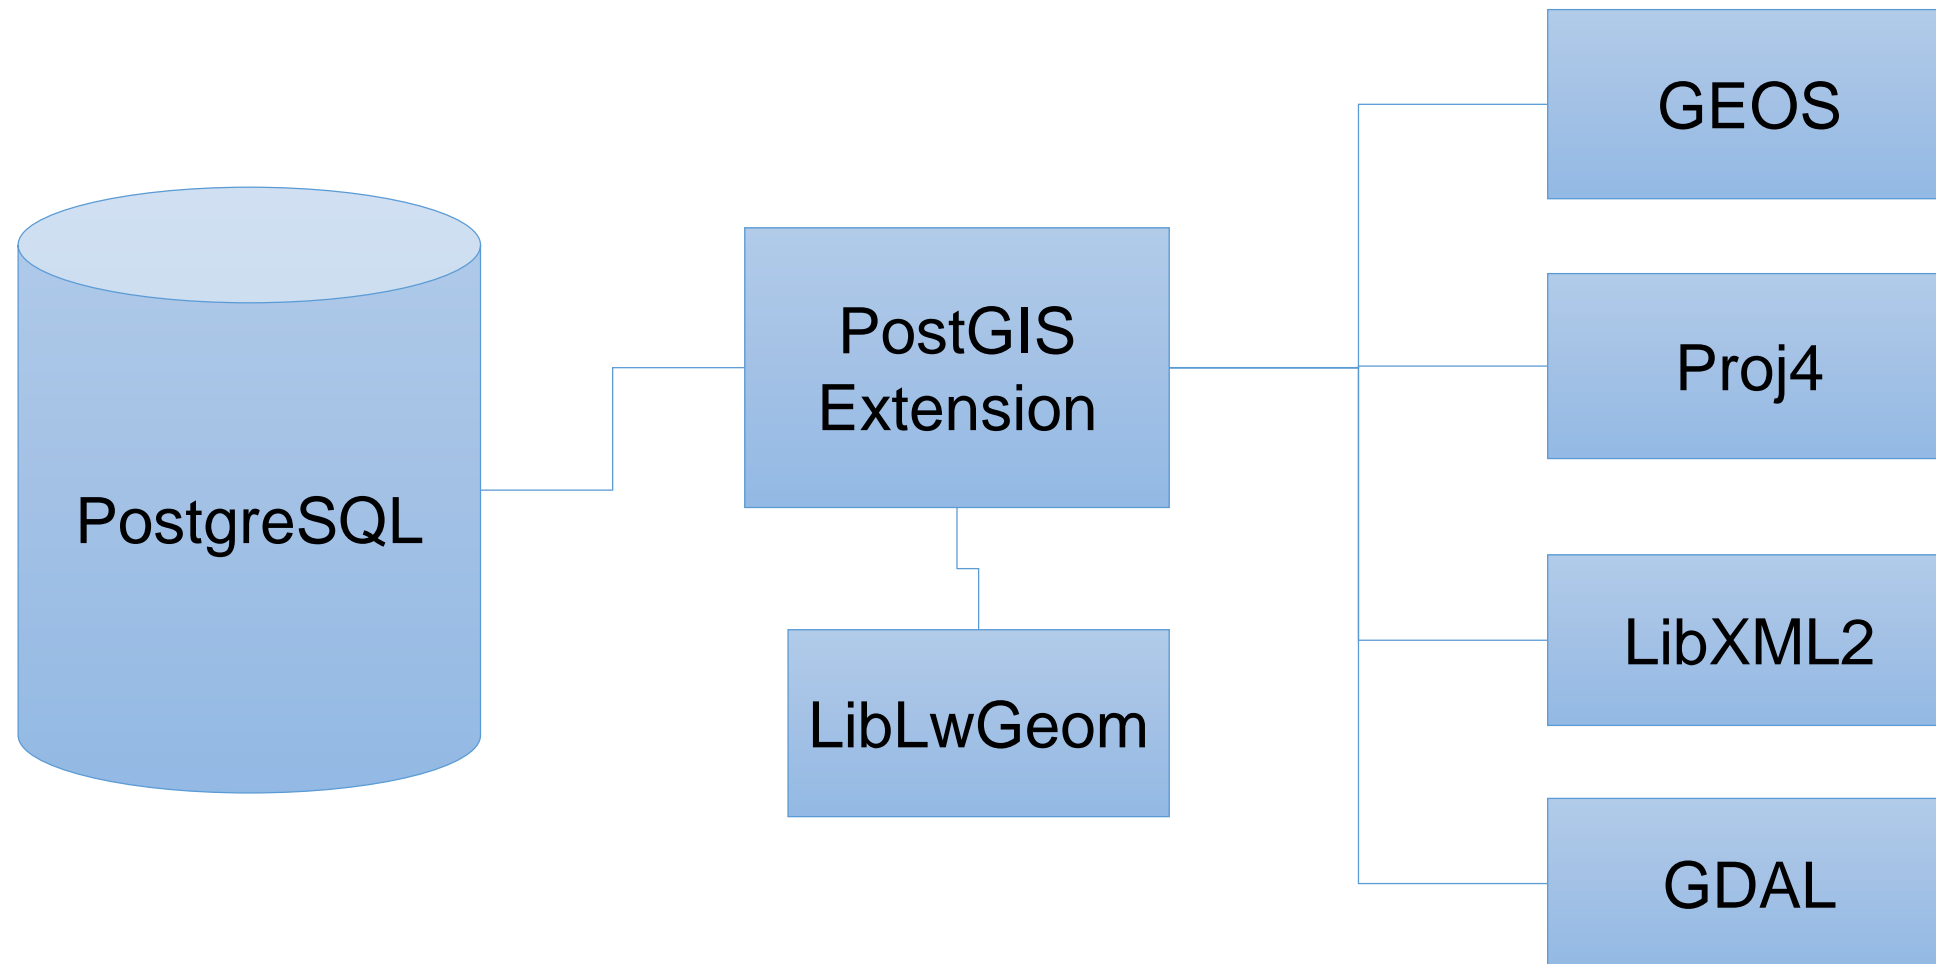 PostgreSQL
PostGIS
Extension
LibLwGeom
GEOS
Proj4
LibXML2
GDAL